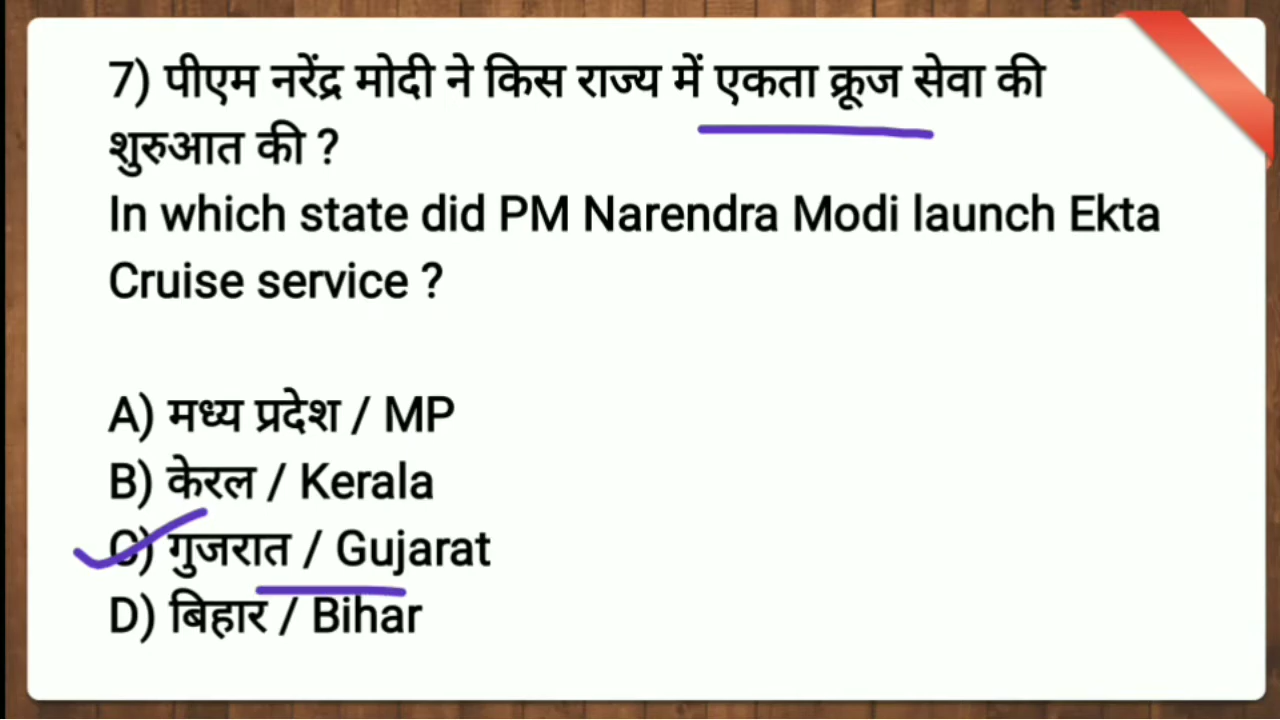 7) पीएम नरेंद्र मोदी ने किस राज्य में एकता क्रूज सेवा की
शुरुआत की ?
In which state did PM Narendra Modi launch Ekta
Cruise service ?
A) मध्य प्रदेश / MP
B) केरल / Kerala
C) गुजरात / Gujarat
D) बिहार / Bihar